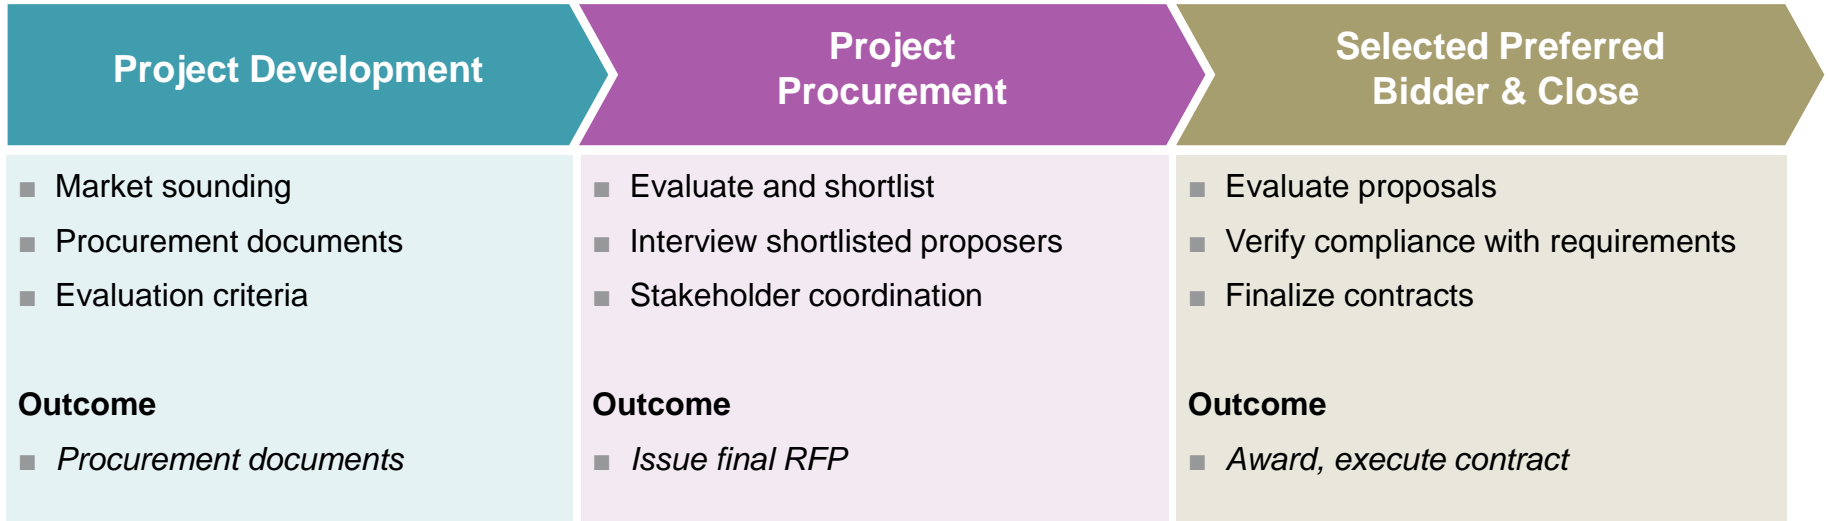 Project Development
Market sounding
Procurement documents
Evaluation criteria
Outcome
Procurement documents
Project
Procurement
Evaluate and shortlist
Interview shortlisted proposers
Stakeholder coordination
Outcome
Issue final RFP
Selected Preferred
Bidder & Close
Evaluate proposals
Verify compliance with requirements
Finalize contracts
Outcome
Award, execute contract